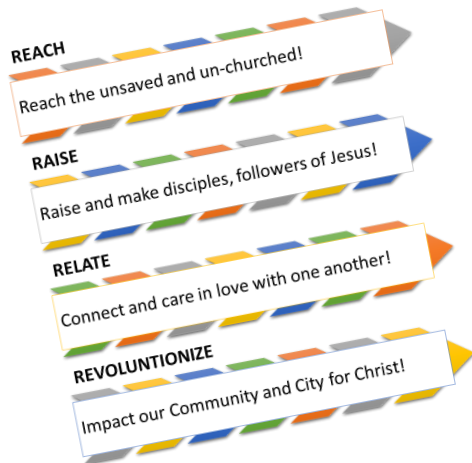 REACH
Reach the unsaved and un-churched!
RAISE
Raise and make disciples, followers of Jesus!
RELATE
Connect and care in love with one another!
REVOLUNTIONIZE
Impact our Community and City for Christ!